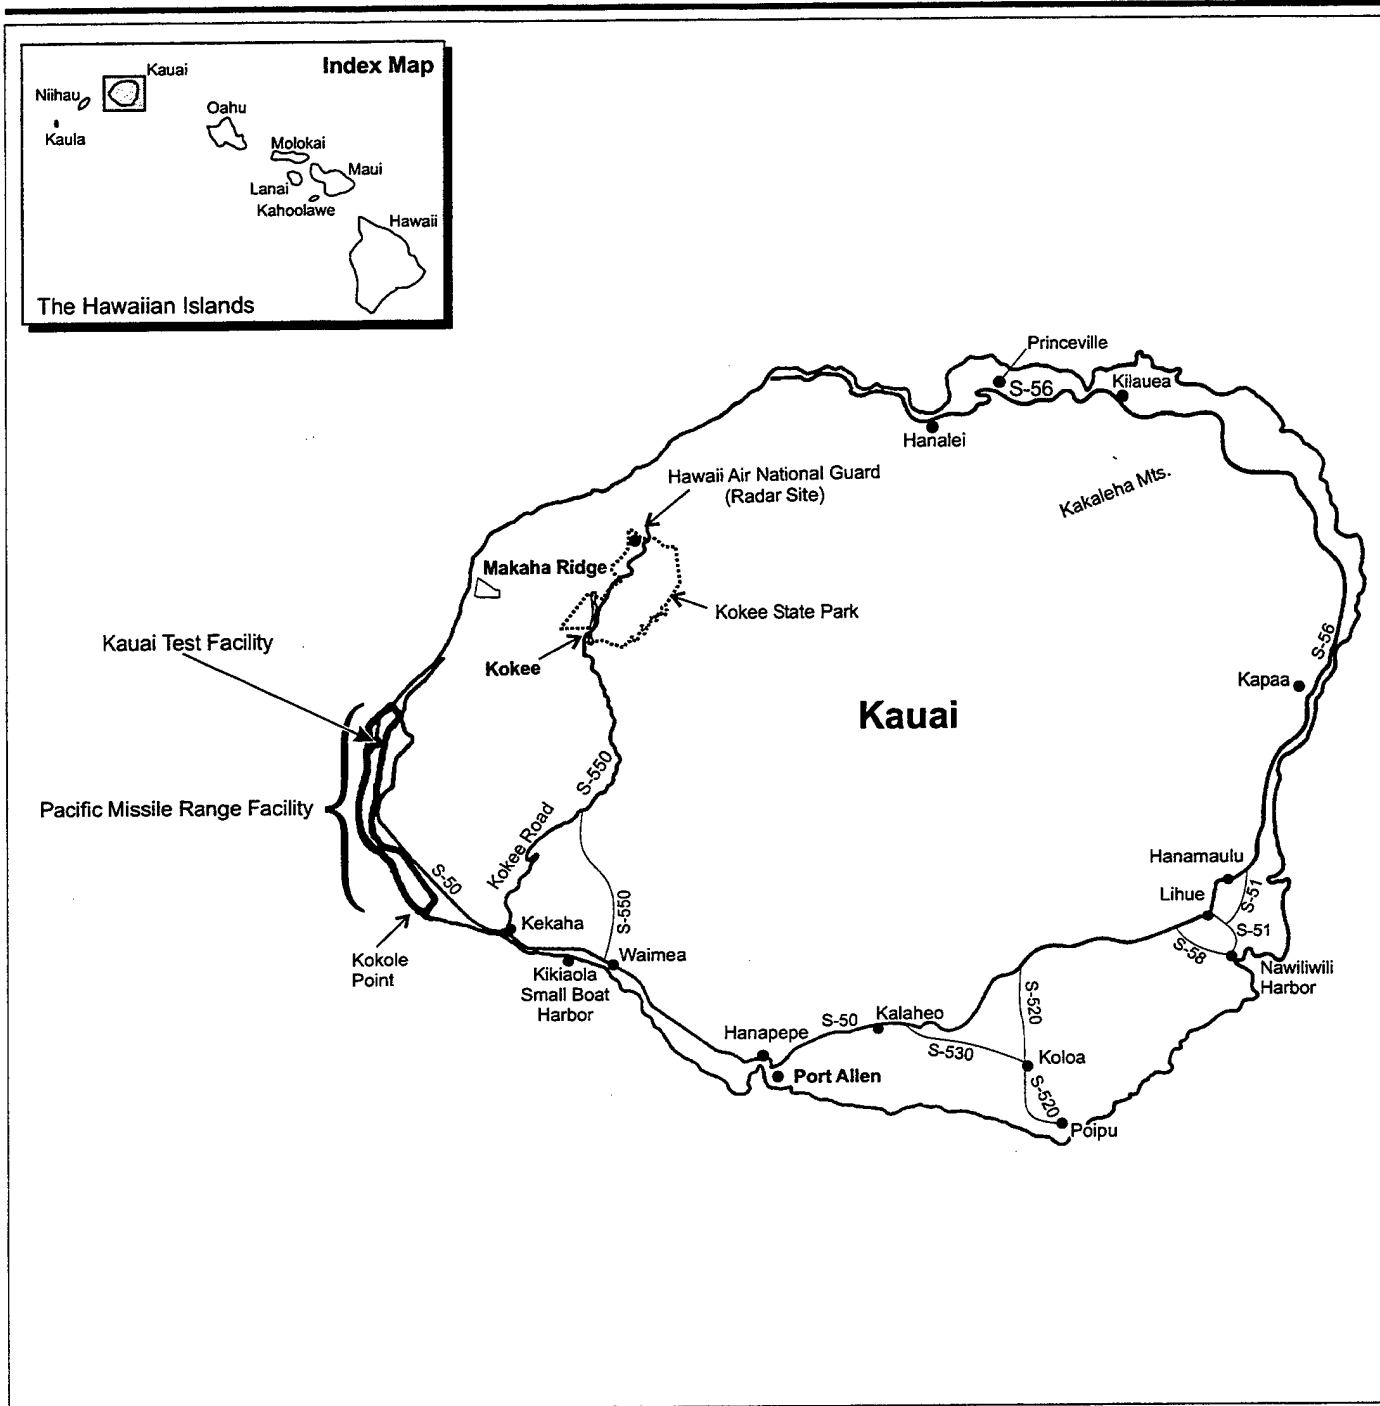 Index Map
Kauai
Niihau
Kaula
Oahu
Molokai
Maui
Lanai
Kahoolawe
Hawaii
The Hawaiian Islands
Princeville
S-56
Kilauea
Hanalei
Hawaii Air National Guard
(Radar Site)
Kakaleha Mts.
Makaha Ridge
Kokee State Park
Kauai Test Facility
Kokee
S-56
Kapaa
Kauai
S-550
Pacific Missile Range Facility
Kokee Road
S-50
Hanamaulu
Lihue
S-51
S-550
Kekaha
S-51
S-58
Kokole
Point
Waimea
Nawiliwili
Harbor
Kikiaola
Small Boat
Harbor
S-520
Kalaheo
S-50
Hanapepe
S-530
Koloa
Port Allen
S-520
Poipu